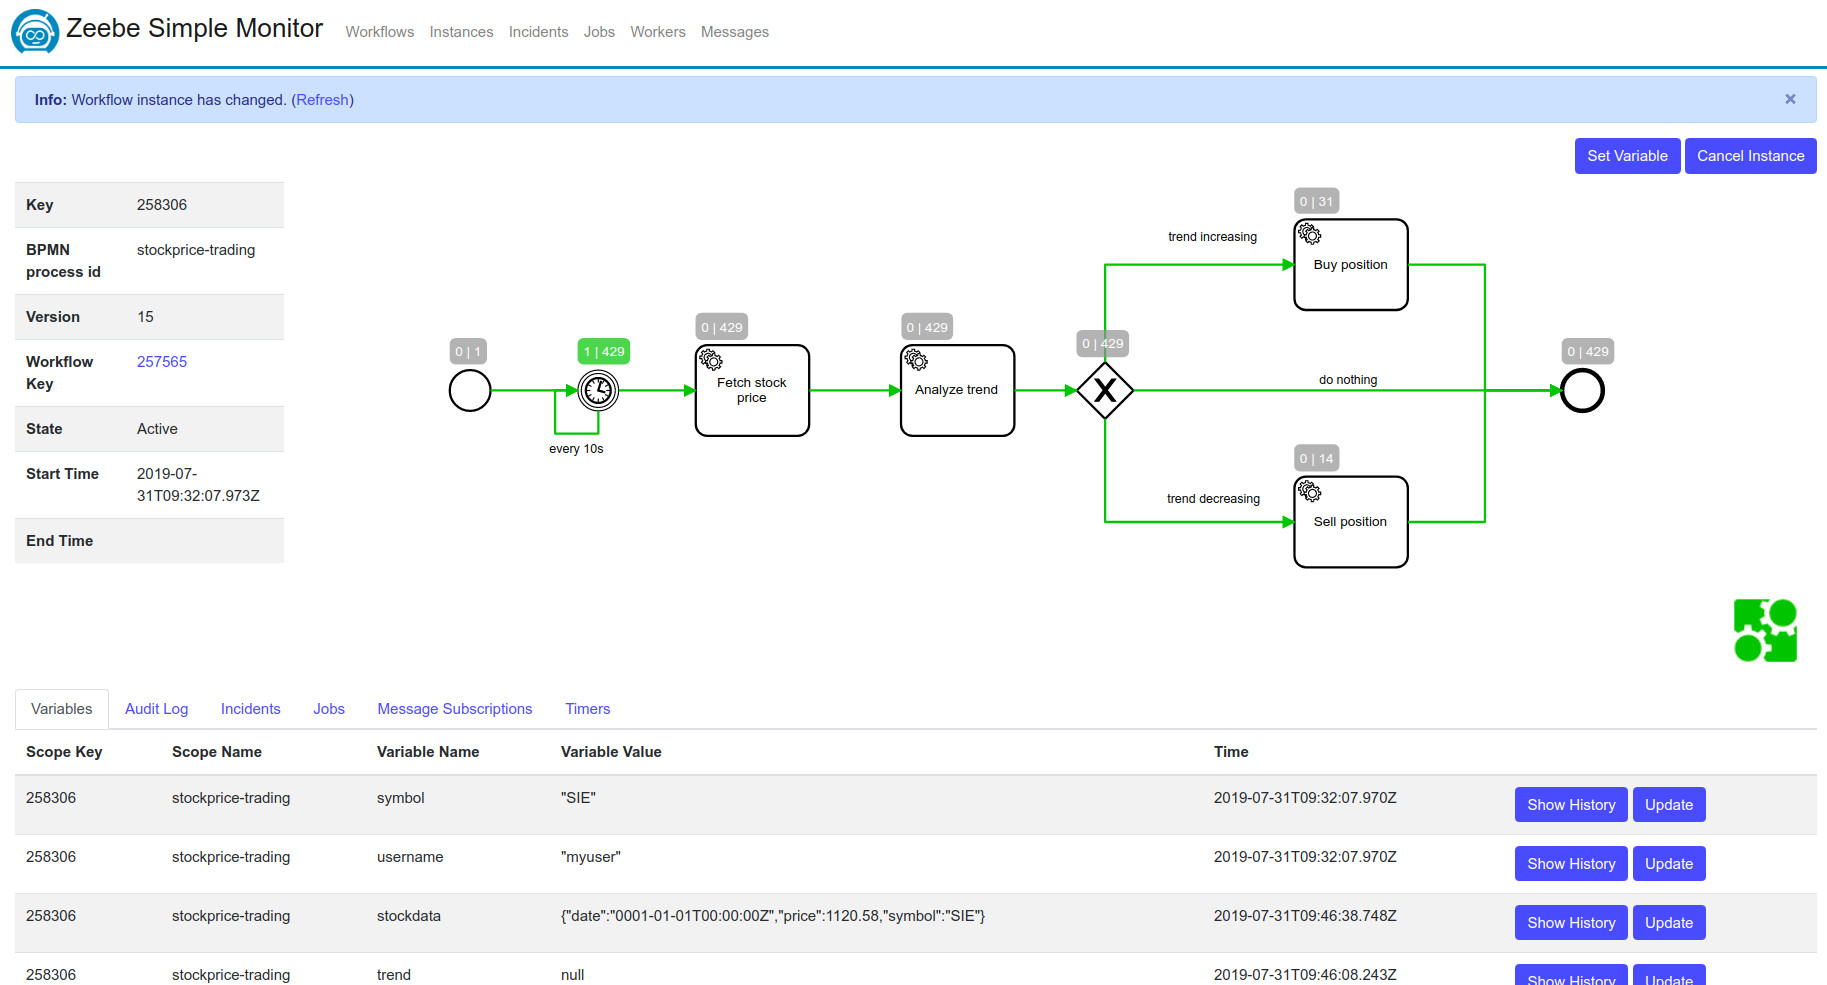 Zeebe Simple Monitor Workflows Instances Incidents Jobs Workers Messages
Info: Workflow instance has changed. (Refresh) ×
Set Variable Cancel Instance
Key 258306
BPMN process id stockprice-trading
Version 15
Workflow Key 257565
State Active
Start Time 2019-07-31T09:32:07.973Z
End Time
0 | 1
1 | 429
every 10s
0 | 429
Fetch stock
price
0 | 429
Analyze trend
0 | 429
X
trend increasing
0 | 31
Buy position
do nothing
trend decreasing
0 | 14
Sell position
0 | 429
Variables Audit Log Incidents Jobs Message Subscriptions Timers
Scope Key Scope Name Variable Name Variable Value Time
258306 stockprice-trading symbol "SIE" 2019-07-31T09:32:07.970Z Show History Update
258306 stockprice-trading username "myuser" 2019-07-31T09:32:07.970Z Show History Update
258306 stockprice-trading stockdata {"date":"0001-01-01T00:00:00Z","price":1120.58,"symbol":"SIE"} 2019-07-31T09:46:38.748Z Show History Update
258306 stockprice-trading trend null 2019-07-31T09:46:08.243Z Show History Update